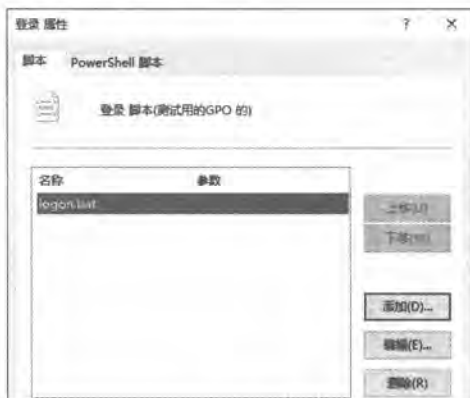 登录 属性
? ×
脚本 PowerShell 脚本
登录 脚本(测试用的GPO 的)
名称 参数
logon.bat
上移(U)
下移(W)
添加(D)...
编辑(E)...
删除(R)